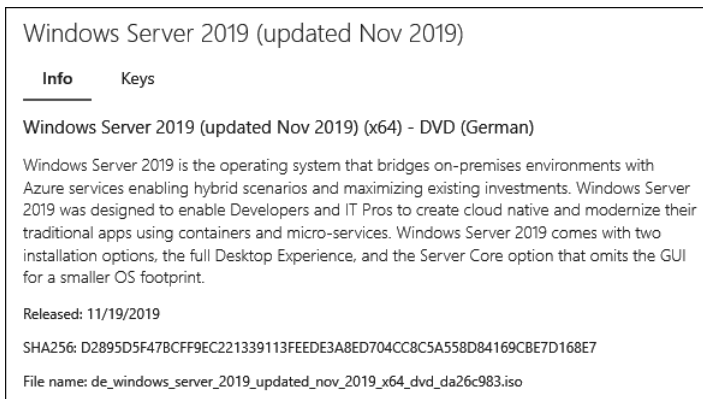 Windows Server 2019 (updated Nov 2019)
Info Keys
Windows Server 2019 (updated Nov 2019) (x64) - DVD (German)
Windows Server 2019 is the operating system that bridges on-premises environments with
Azure services enabling hybrid scenarios and maximizing existing investments. Windows Server
2019 was designed to enable Developers and IT Pros to create cloud native and modernize their
traditional apps using containers and micro-services. Windows Server 2019 comes with two
installation options, the full Desktop Experience, and the Server Core option that omits the GUI
for a smaller OS footprint.
Released: 11/19/2019
SHA256: D2895D5F47BCFF9EC221339113FEEDE3A8ED704CC8C5A558D84169CBE7D168E7
File name: de_windows_server_2019_updated_nov_2019_x64_dvd_da26c983.iso